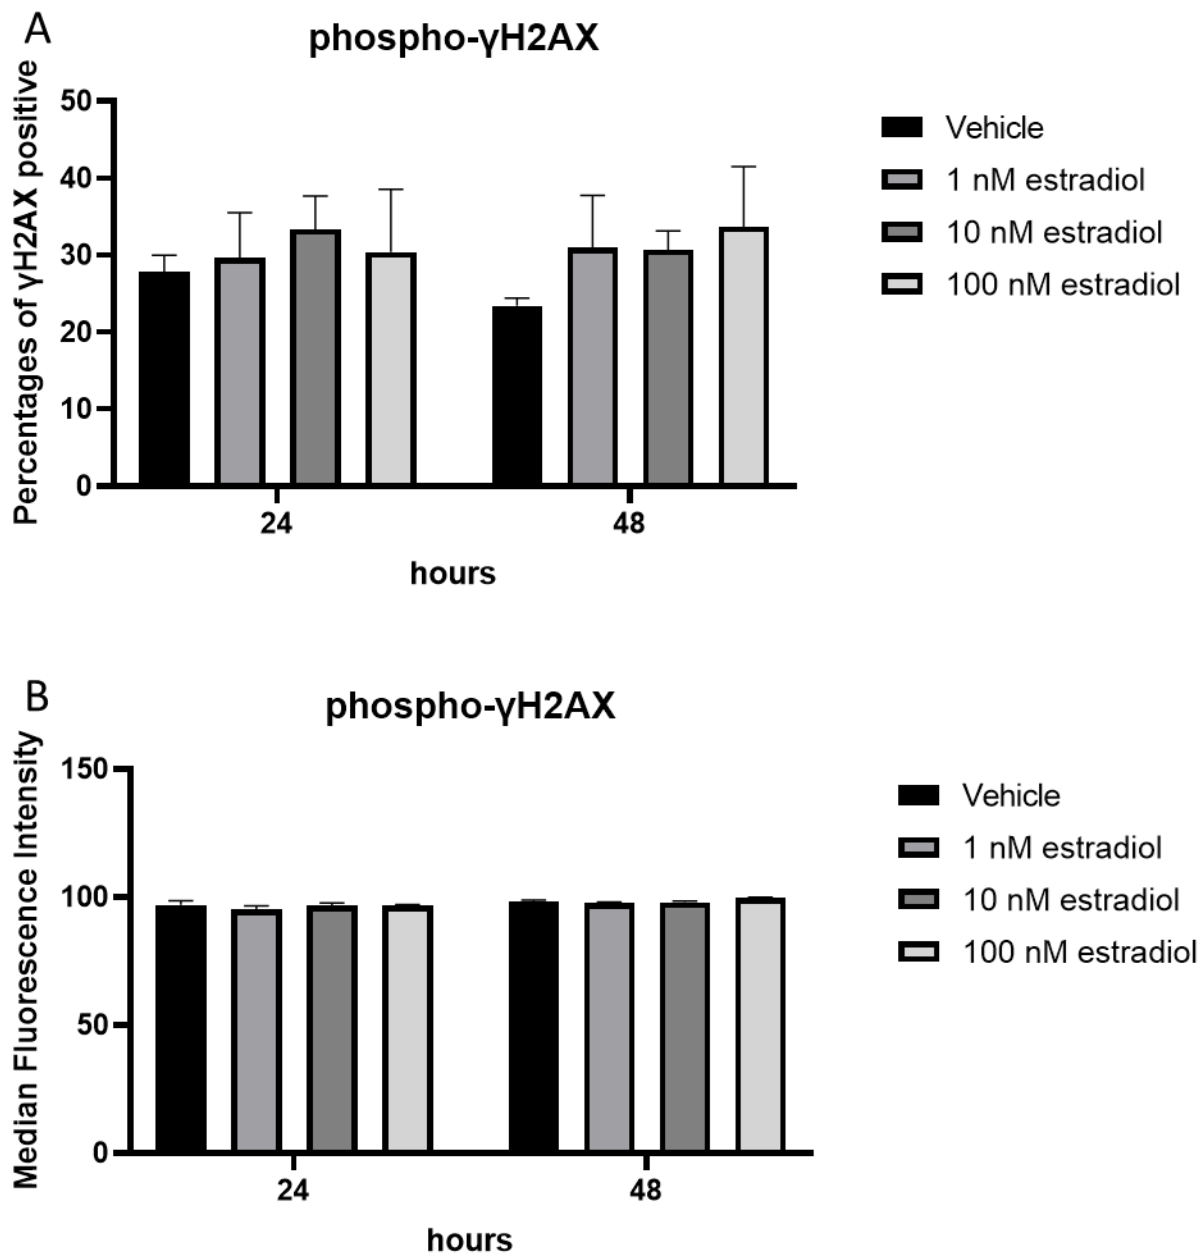 A
phospho-γH2AX
Percentages of γH2AX positive
50
40
30
20
10
0
24
48
hours
Vehicle
1 nM estradiol
10 nM estradiol
100 nM estradiol
B
phospho-γH2AX
Median Fluorescence Intensity
150
100
50
0
24
48
hours
Vehicle
1 nM estradiol
10 nM estradiol
100 nM estradiol